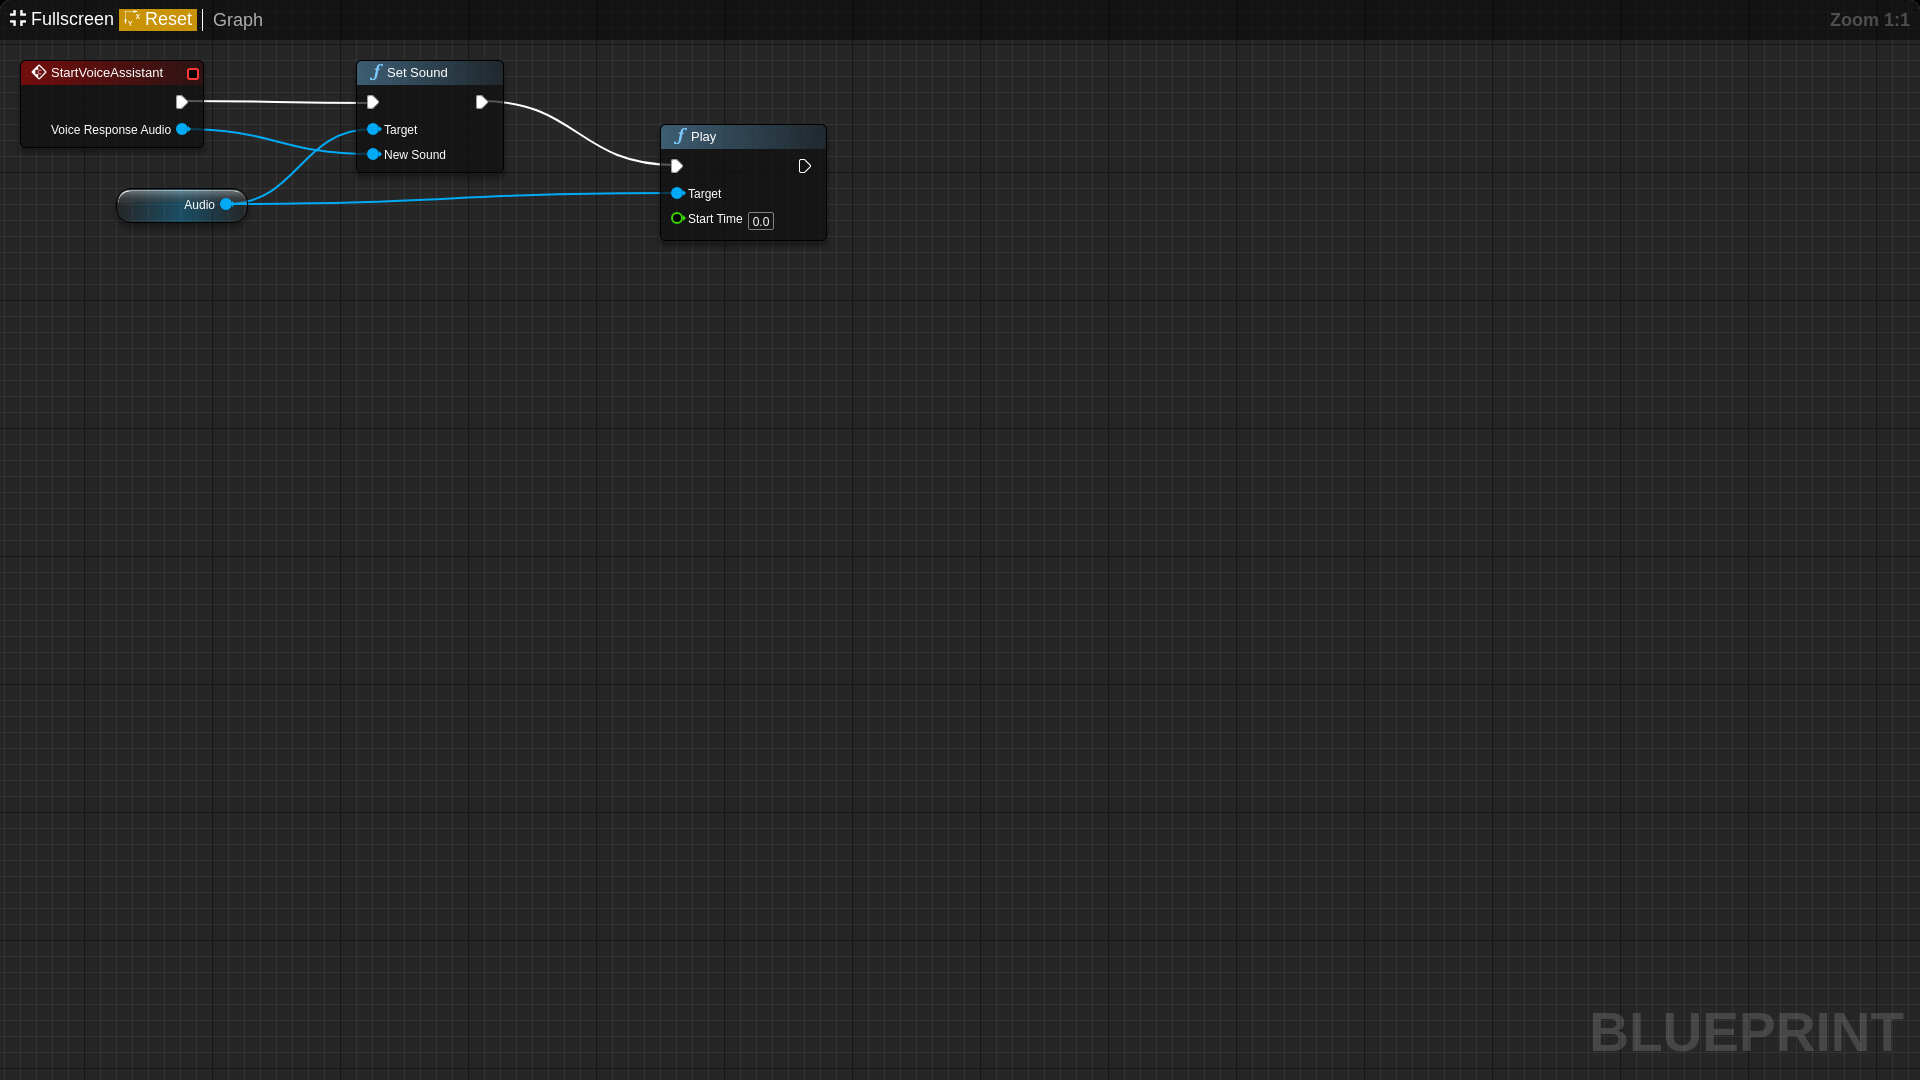 Fullscreen Reset Graph Zoom 1:1
StartVoiceAssistant
Voice Response Audio
Set Sound
Target
New Sound
Audio
Play
Target
Start Time 0.0
BLUEPRINT